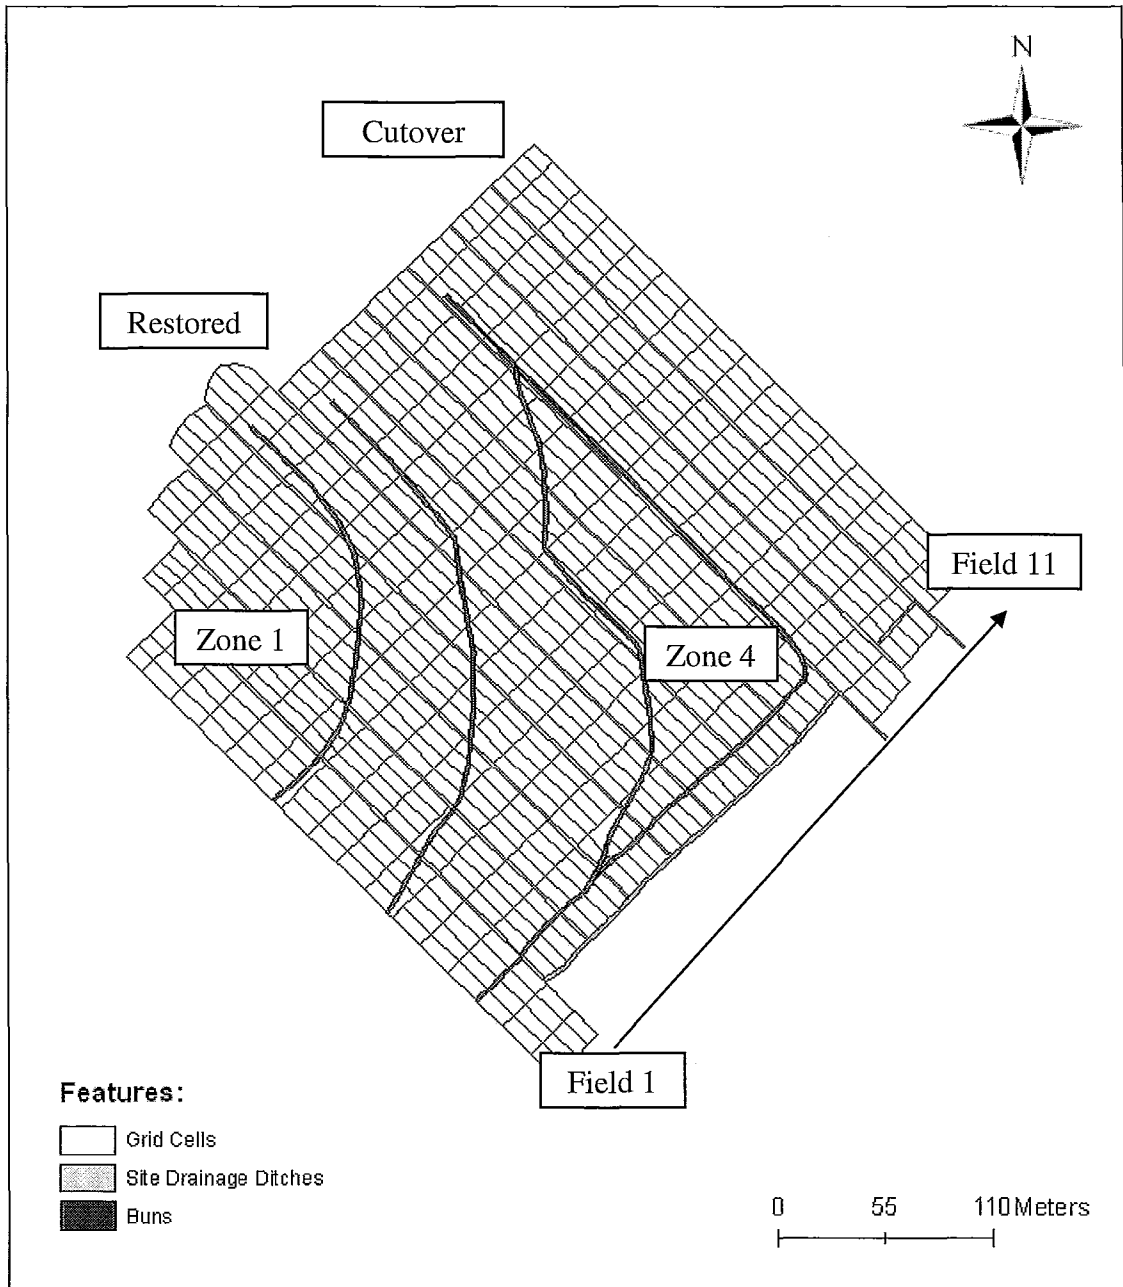 N
Cutover
Restored
Field 11
Zone 1
Zone 4
Field 1
Features:
Grid Cells
Site Drainage Ditches
Buns
0 55 110 Meters